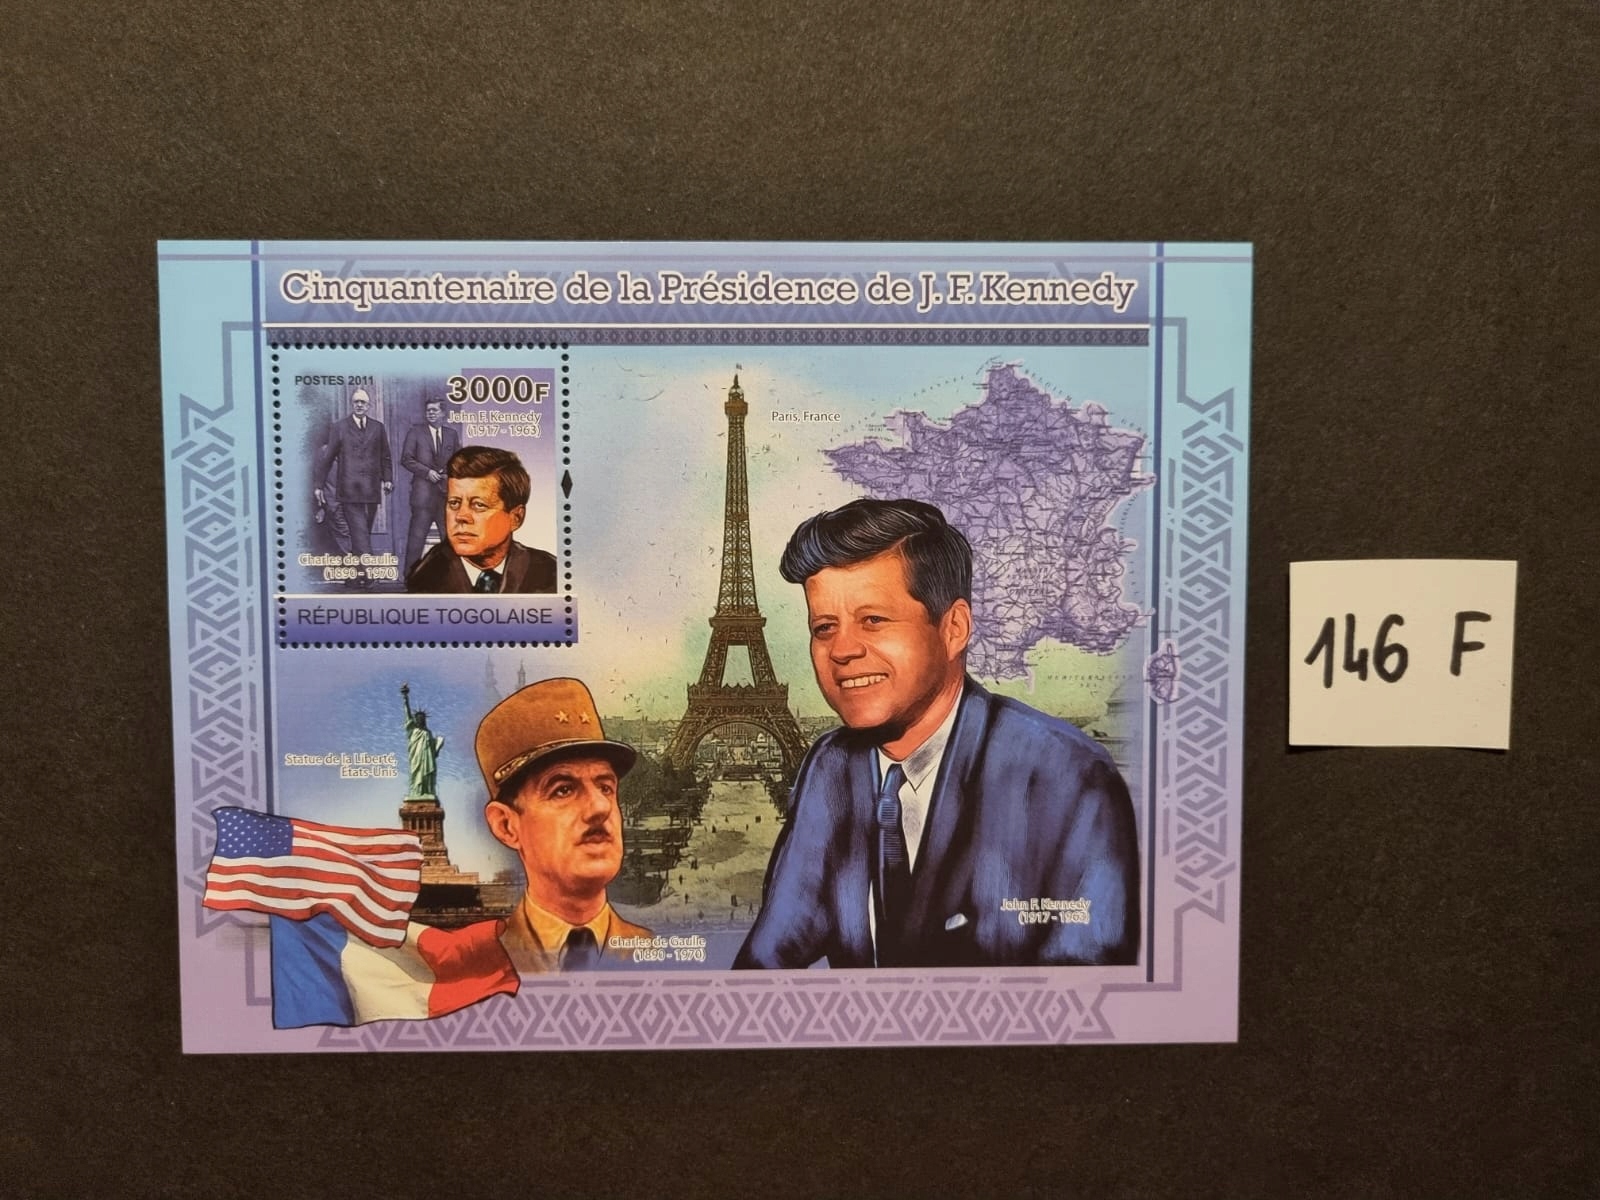 Cinquantenaire de la Présidence de J. F. Kennedy
POSTES 2011
3000F
John F. Kennedy
(1917 - 1963)
Charles de Gaulle
(1890 - 1970)
RÉPUBLIQUE TOGOLAISE
Paris, France
Statue de la Liberté,
États-Unis
Charles de Gaulle
(1890 - 1970)
John F. Kennedy
(1917 - 1963)
146 F